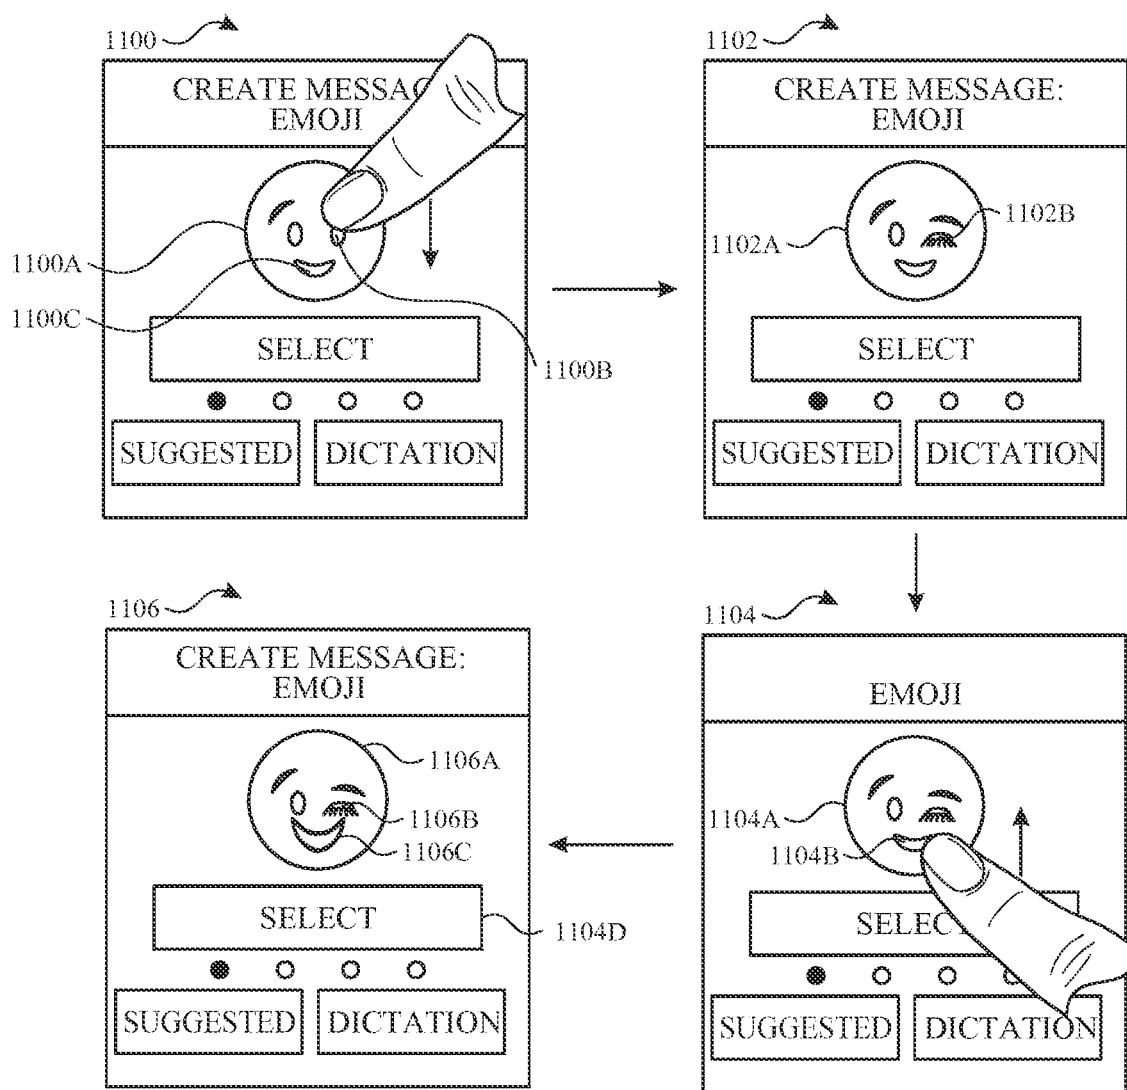 1100
CREATE MESSAG
EMOJI
1100A
1100C
SELECT
1100B
SUGGESTED DICTATION
1102
CREATE MESSAGE:
EMOJI
1102B
1102A
SELECT
SUGGESTED DICTATION
1106
CREATE MESSAGE:
EMOJI
1106A
1106B
1106C
SELECT
1104D
SUGGESTED DICTATION
1104
EMOJI
1104A
1104B
SELECT
SUGGESTED DICTATION